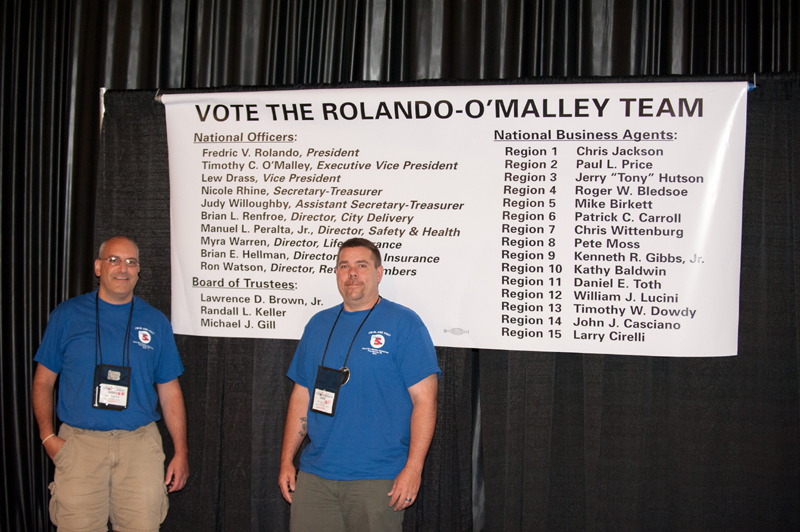 VOTE THE ROLANDO-O'MALLEY TEAM
National Officers:
Fredric V. Rolando, President
Timothy C. O'Malley, Executive Vice President
Lew Drass, Vice President
Nicole Rhine, Secretary-Treasurer
Judy Willoughby, Assistant Secretary-Treasurer
Brian L. Renfroe, Director, City Delivery
Manuel L. Peralta, Jr., Director, Safety & Health
Myra Warren, Director, Life
Brian E. Hellman, Director, Insurance
Ron Watson, Director,
Board of Trustees:
Lawrence D. Brown, Jr.
Randall L. Keller
Michael J. Gill
National Business Agents:
Region 1 Chris Jackson
Region 2 Paul L. Price
Region 3 Jerry "Tony" Hutson
Region 4 Roger W. Bledsoe
Region 5 Mike Birkett
Region 6 Patrick C. Carroll
Region 7 Chris Wittenburg
Region 8 Pete Moss
Region 9 Kenneth R. Gibbs, Jr.
Region 10 Kathy Baldwin
Region 11 Daniel E. Toth
Region 12 William J. Lucini
Region 13 Timothy W. Dowdy
Region 14 John J. Casciano
Region 15 Larry Cirelli